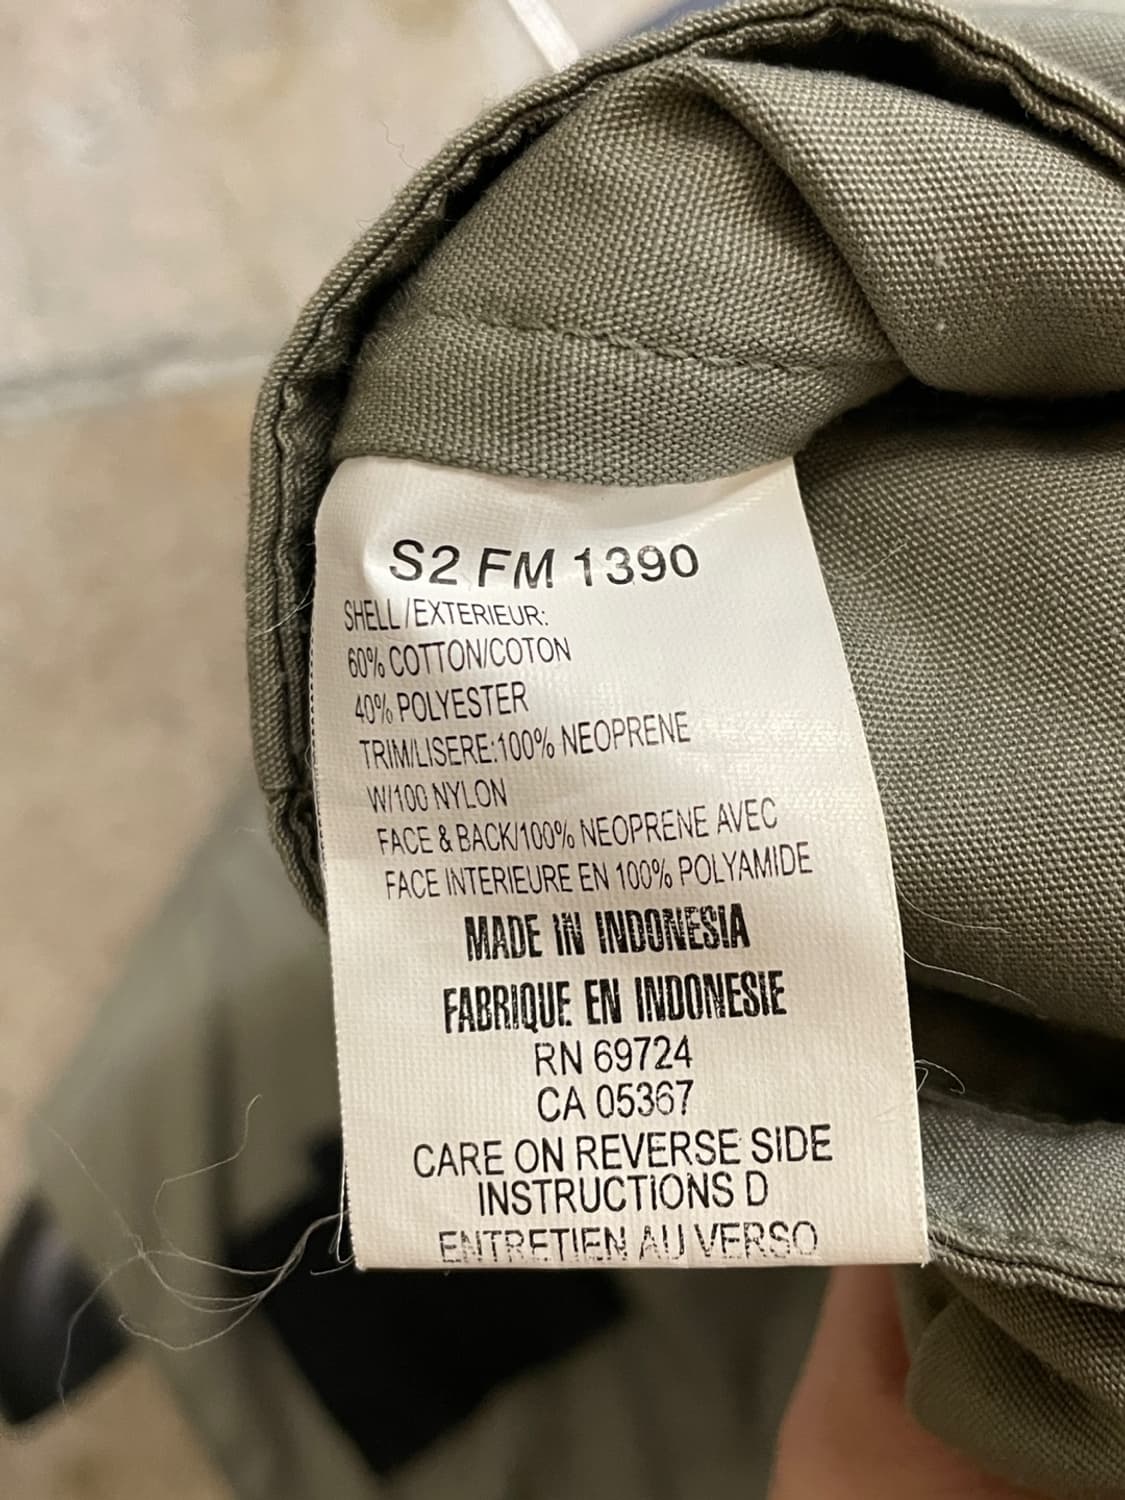 S2 FM 1390
SHELL/EXTERIEUR:
60% COTTON/COTON
40% POLYESTER
TRIM/LISERE:100% NEOPRENE
W/100 NYLON
FACE & BACK/100% NEOPRENE AVEC
FACE INTERIEURE EN 100% POLYAMIDE
MADE IN INDONESIA
FABRIQUE EN INDONESIE
RN 69724
CA 05367
CARE ON REVERSE SIDE
INSTRUCTIONS D
ENTRETIEN AU VERSO